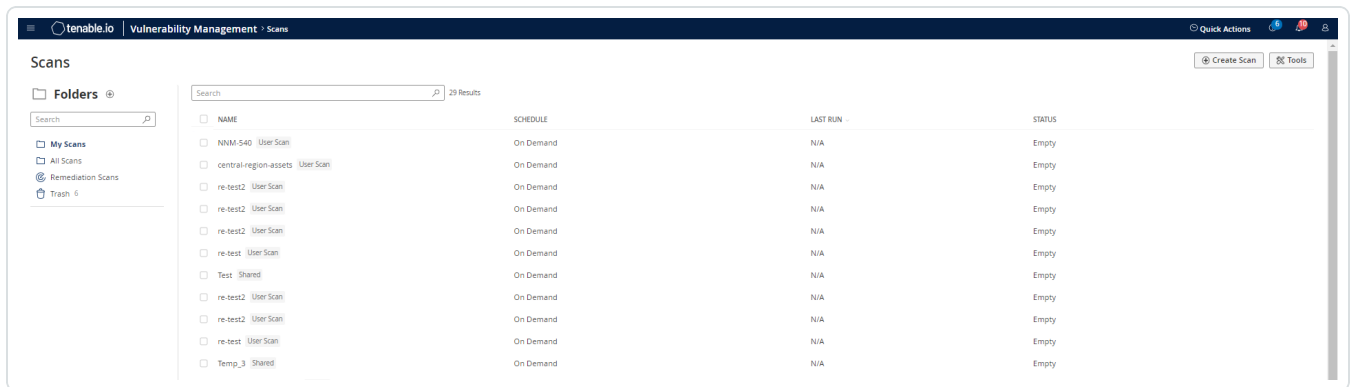 tenable.io Vulnerability Management > Scans Quick Actions 6 10
Scans
Create Scan Tools
Folders
Search 29 Results
Search
NAME SCHEDULE LAST RUN STATUS
My Scans
All Scans
Remediation Scans
Trash 6
NNM-540 User Scan On Demand N/A Empty
central-region-assets User Scan On Demand N/A Empty
re-test2 User Scan On Demand N/A Empty
re-test2 User Scan On Demand N/A Empty
re-test2 User Scan On Demand N/A Empty
re-test User Scan On Demand N/A Empty
Test Shared On Demand N/A Empty
re-test2 User Scan On Demand N/A Empty
re-test2 User Scan On Demand N/A Empty
re-test User Scan On Demand N/A Empty
Temp_3 Shared On Demand N/A Empty